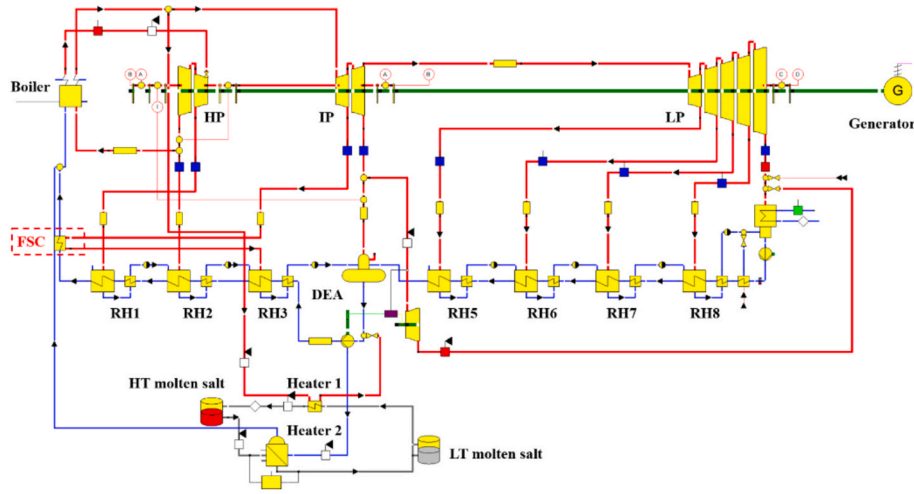 B
A
A
B
C
D
I
G
Boiler
HP
IP
LP
Generator
FSC
DEA
RH1
RH2
RH3
RH5
RH6
RH7
RH8
HT molten salt
Heater 1
Heater 2
LT molten salt